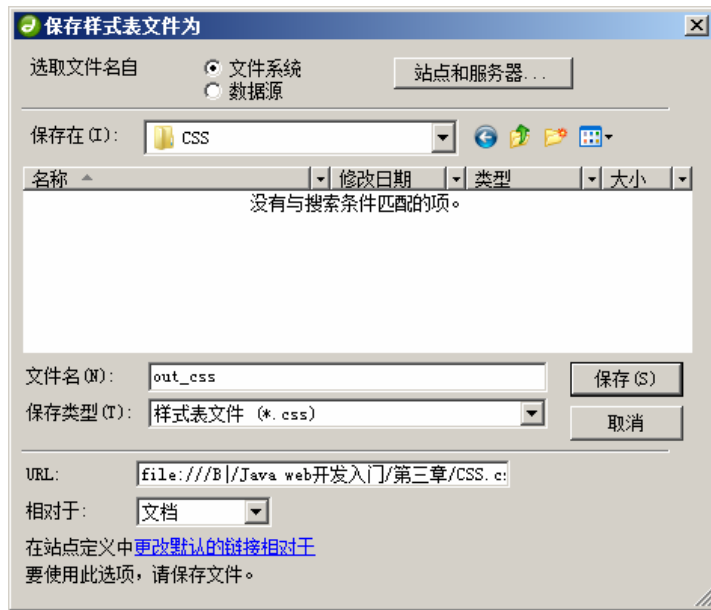 保存样式表文件为
选取文件名自
文件系统
站点和服务器...
数据源
保存在(I):
CSS
名称 修改日期 类型 大小
没有与搜索条件匹配的项。
文件名(N):
out_css
保存(S)
保存类型(T):
样式表文件 (*.css)
取消
URL:
file:///B|/Java web开发入门/第三章/CSS.c
相对于:
文档
在站点定义中更改默认的链接相对于
要使用此选项，请保存文件。